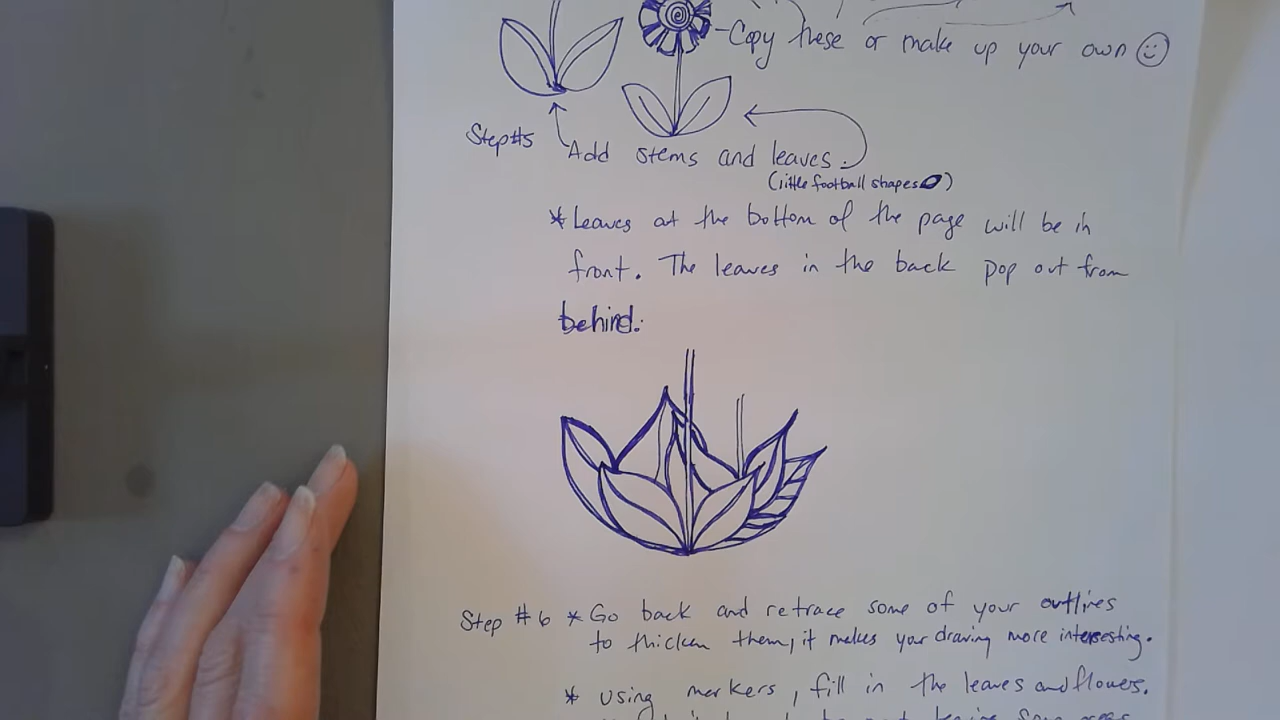 -Copy these or make up your own
Step #5
Add stems and leaves.
(little football shapes)
*Leaves at the bottom of the page will be in
front. The leaves in the back pop out from
behind.
Step #6 * Go back and retrace some of your outlines
to thicken them, it makes your drawing more interesting.
* Using markers, fill in the leaves and flowers.